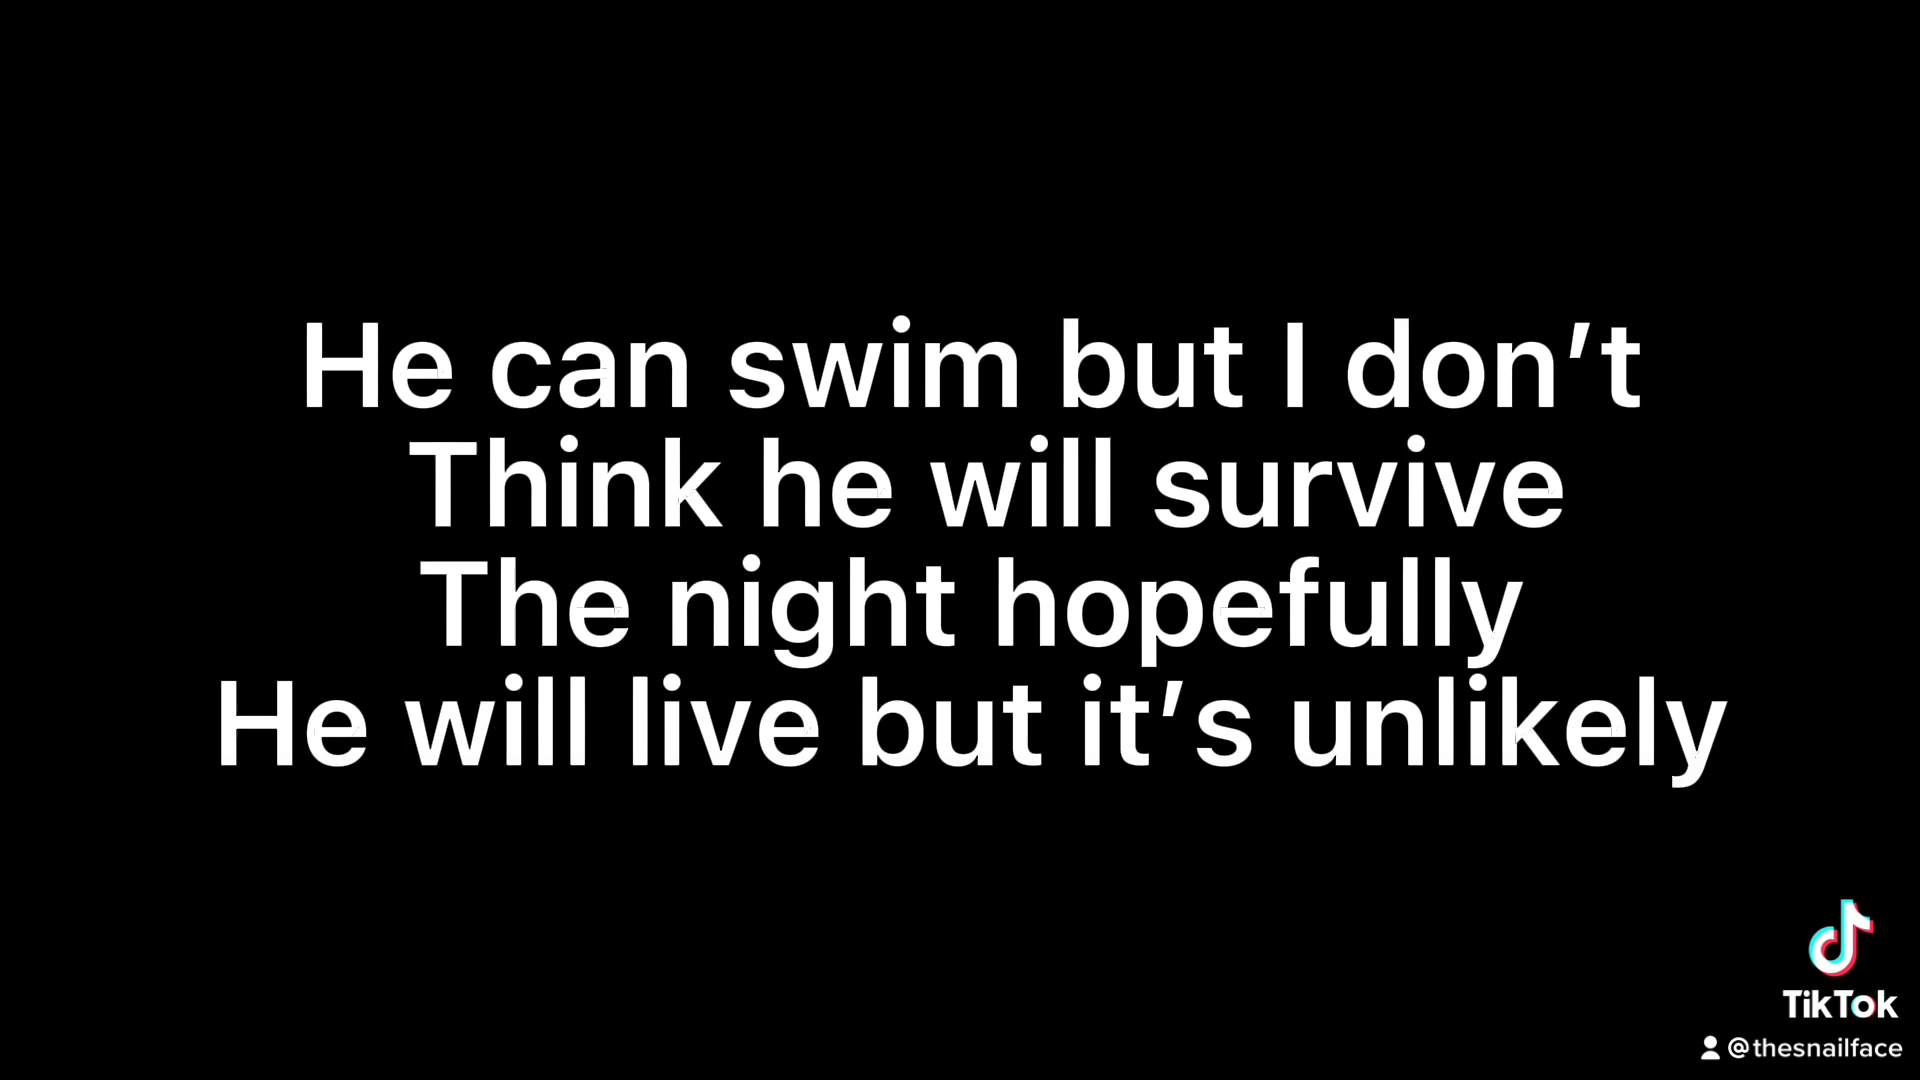 He can swim but I don’t
Think he will survive
The night hopefully
He will live but it’s unlikely
TikTok
@thesnailface